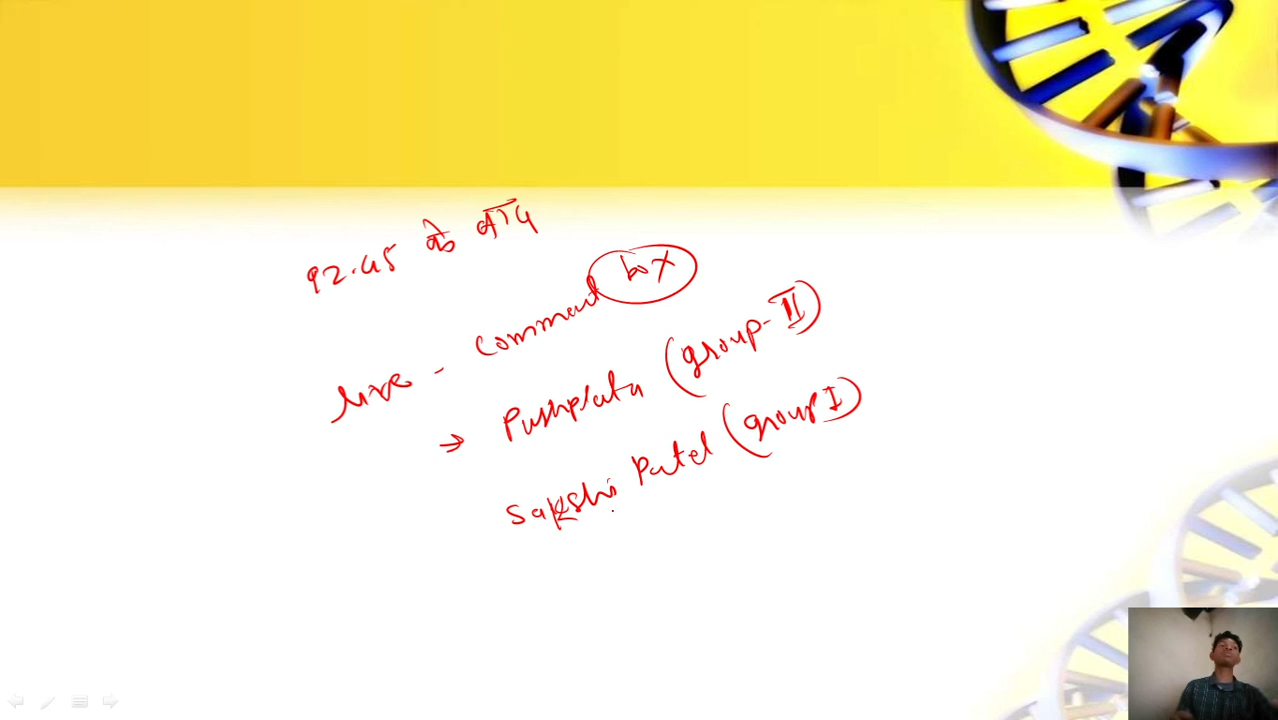 92.45 के बाद
live - comment box
→ Pushplata (group-II)
Sakshi Patel (group I)